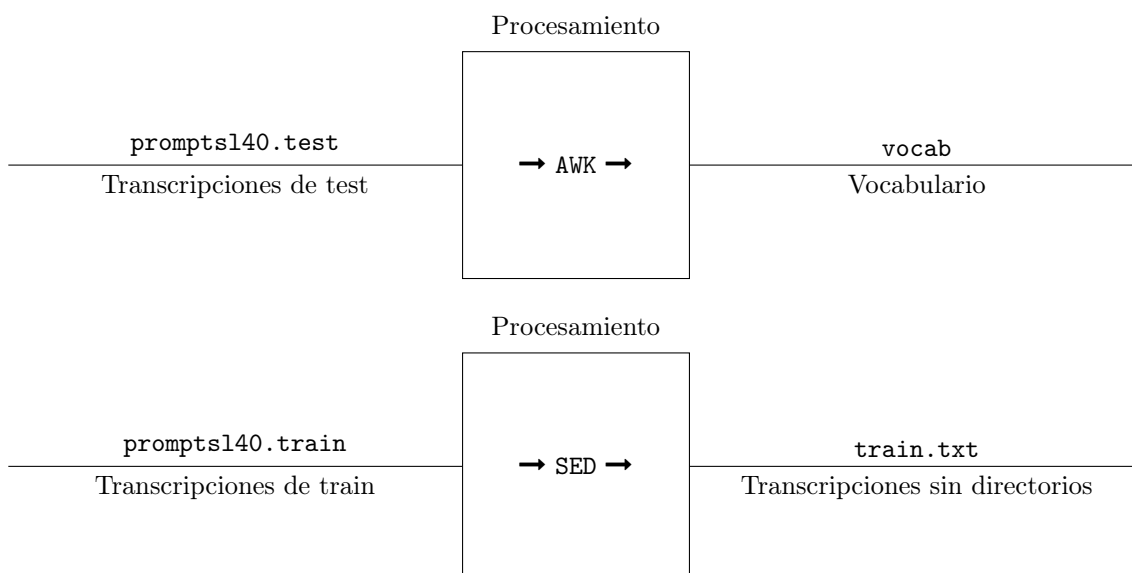 Procesamiento
promptsl40.test
Transcripciones de test
→ AWK →
vocab
Vocabulario
Procesamiento
promptsl40.train
Transcripciones de train
→ SED →
train.txt
Transcripciones sin directorios